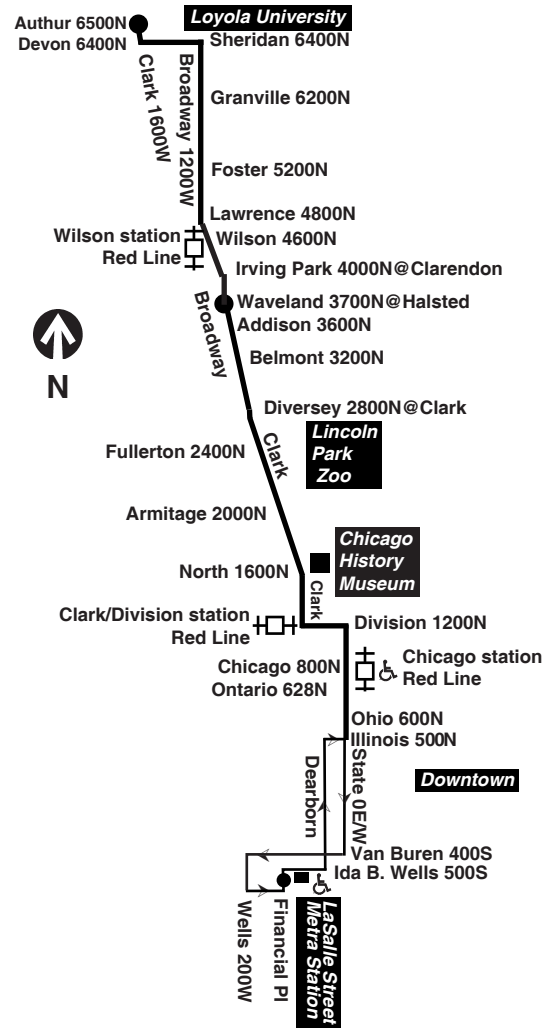 Authur 6500N
Loyola University
Devon 6400N
Sheridan 6400N
Clark 1600W
Broadway 1200W
Granville 6200N
Foster 5200N
Lawrence 4800N
Wilson station
Red Line
Wilson 4600N
Irving Park 4000N@Clarendon
Broadway
Waveland 3700N@Halsted
Addison 3600N
N
Belmont 3200N
Diversey 2800N@Clark
Clark
Lincoln
Park
Zoo
Fullerton 2400N
Armitage 2000N
Chicago
History
Museum
North 1600N
Clark
Clark/Division station
Red Line
Division 1200N
Chicago 800N
Ontario 628N
Chicago station
Red Line
Ohio 600N
Illinois 500N
Dearborn
State 0E/W
Downtown
Van Buren 400S
Ida B. Wells 500S
Wells 200W
Financial Pl
LaSalle Street
Metra Station